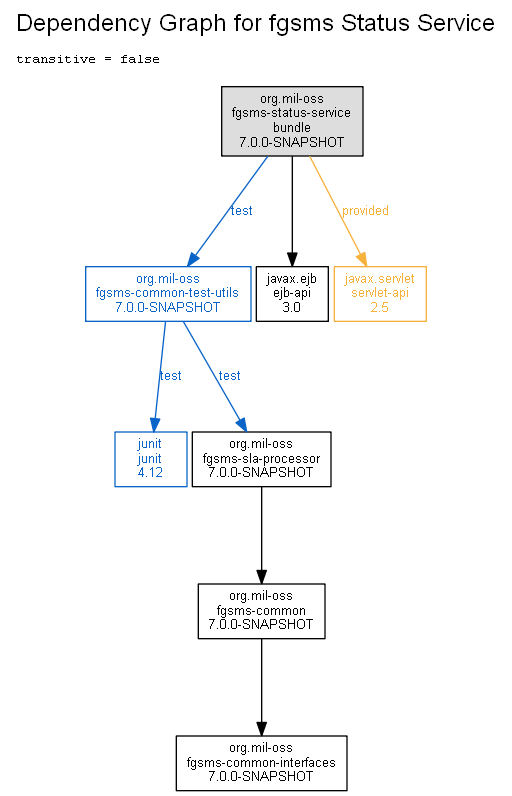 Dependency Graph for fgsms Status Service
transitive = false
org.mil-oss
fgsms-status-service
bundle
7.0.0-SNAPSHOT
test
provided
org.mil-oss
fgsms-common-test-utils
7.0.0-SNAPSHOT
javax.ejb
ejb-api
3.0
javax.servlet
servlet-api
2.5
test
test
junit
junit
4.12
org.mil-oss
fgsms-sla-processor
7.0.0-SNAPSHOT
org.mil-oss
fgsms-common
7.0.0-SNAPSHOT
org.mil-oss
fgsms-common-interfaces
7.0.0-SNAPSHOT